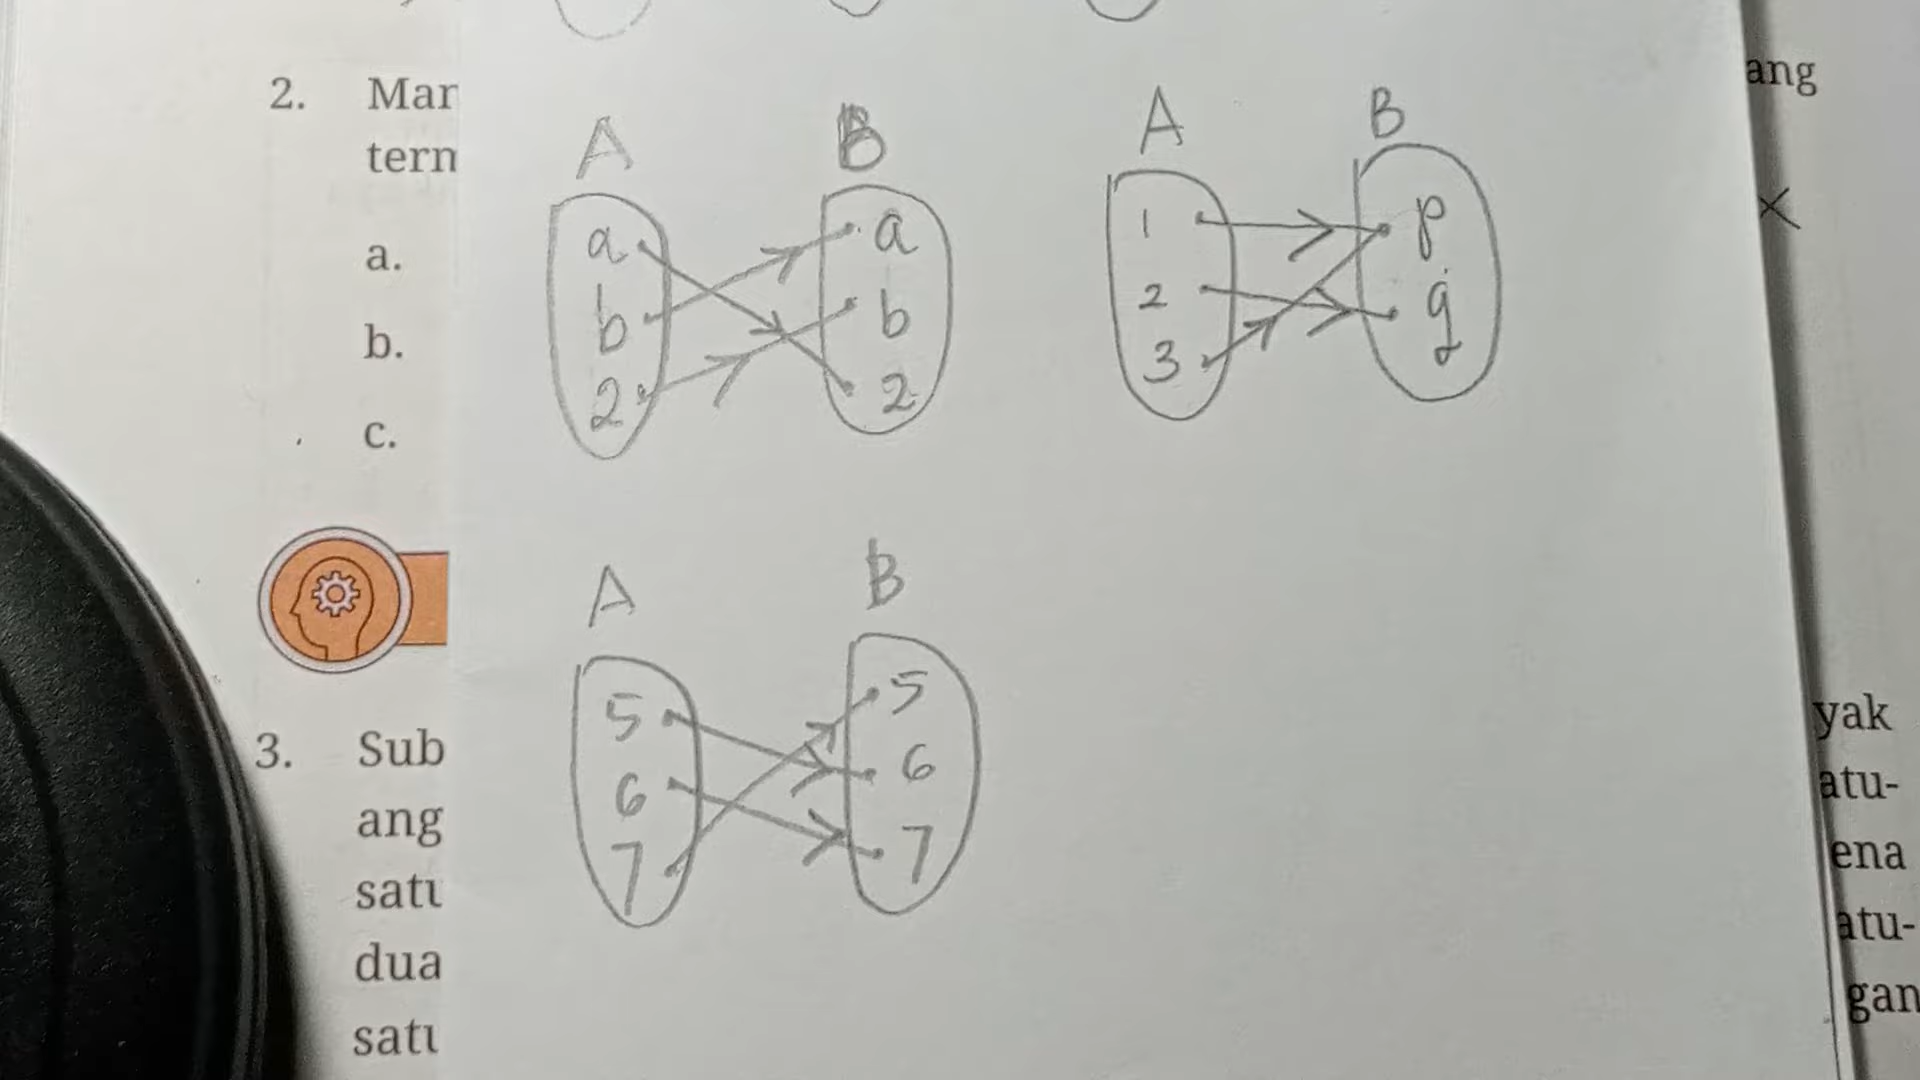 2. Mar
tern
a.
b.
c.
A B
a a
b b
2 2
A B
1 p
2 q
3
ang
A B
5 5
6 6
7 7
3. Sub
ang
satu
dua
satu
yak
atu-
ena
atu-
gan